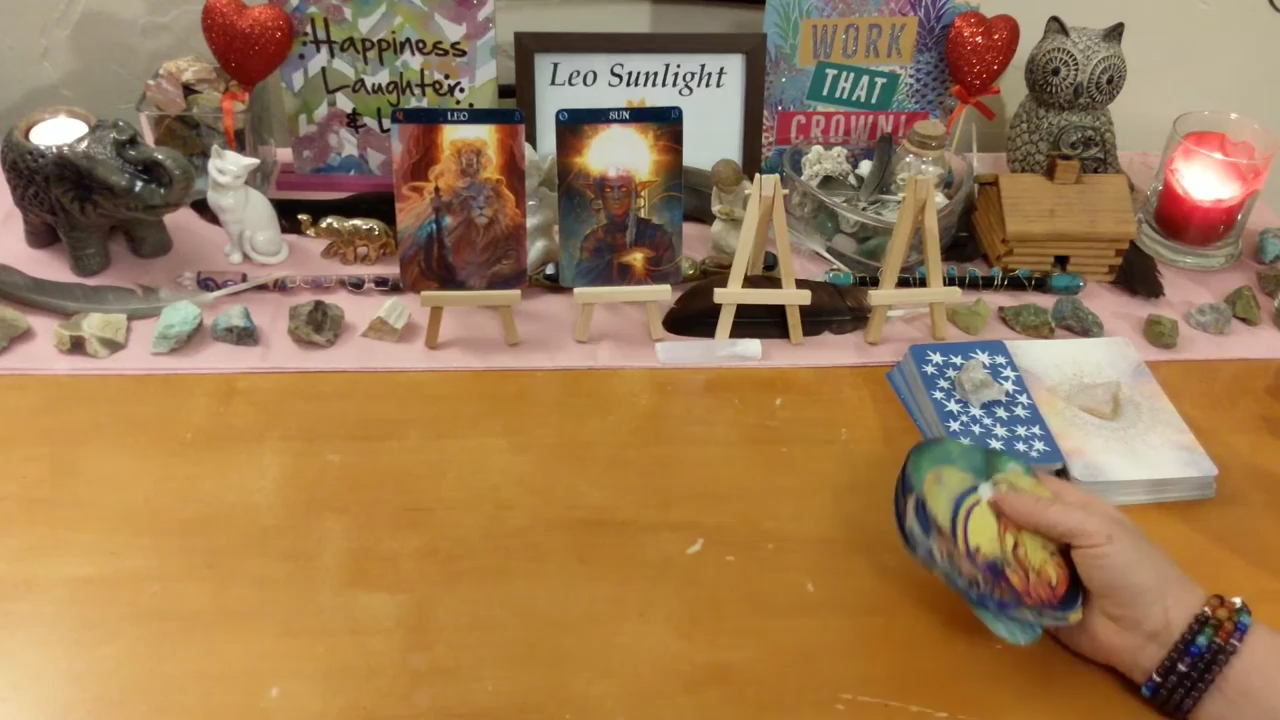 Happiness
Laughter
& L
Leo Sunlight
WORK
THAT
CROWN!
LEO
SUN